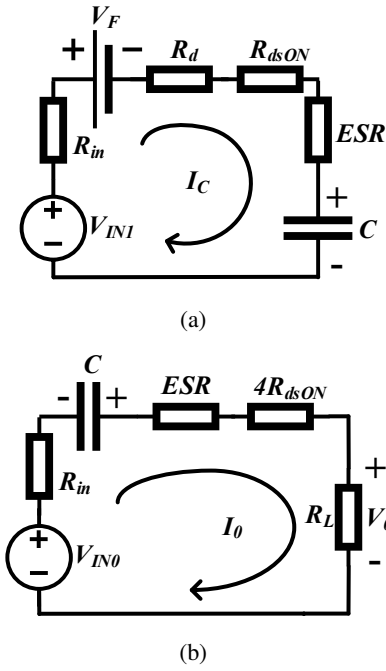 V_F
+ -
R_d R_dsON
R_in
ESR
I_C
+
-
V_IN1
+
C
-
(a)
C
- +
ESR 4R_dsON
R_in
+
R_L
I_0
-
+
-
V_IN0
(b)